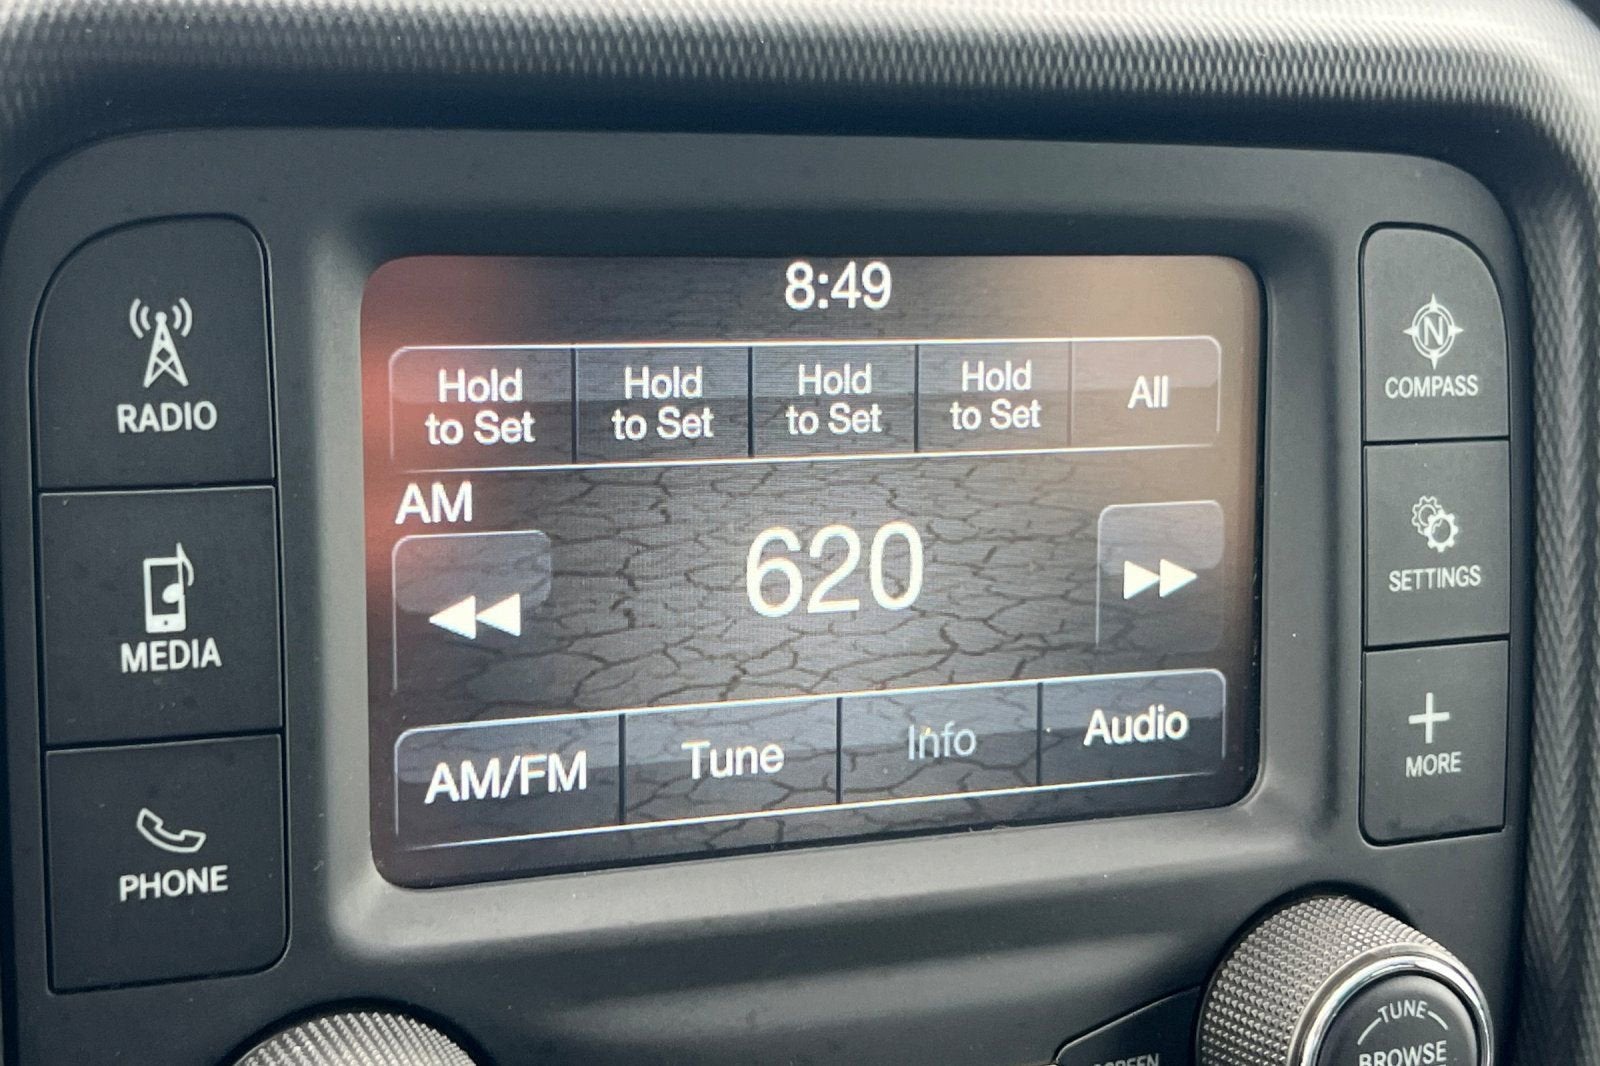 8:49
Hold
to Set
Hold
to Set
Hold
to Set
Hold
to Set
All
AM
620
AM/FM
Tune
Info
Audio
RADIO
MEDIA
PHONE
N
COMPASS
SETTINGS
MORE
TUNE
BROWSE